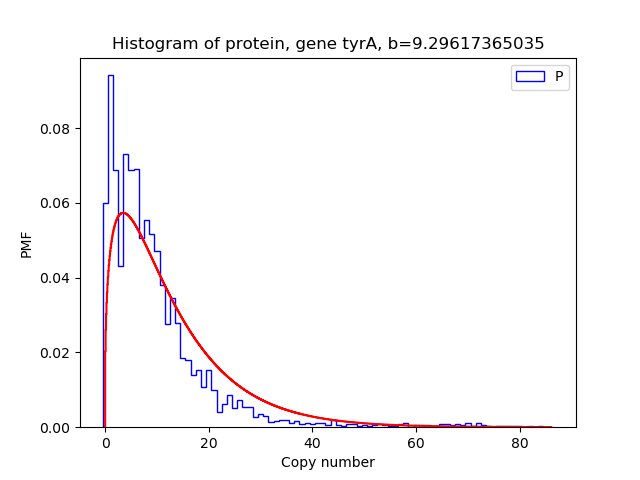 Histogram of protein, gene tyrA, b=9.29617365035
P
0.08
0.06
0.04
0.02
0.00
PMF
0
20
40
60
80
Copy number